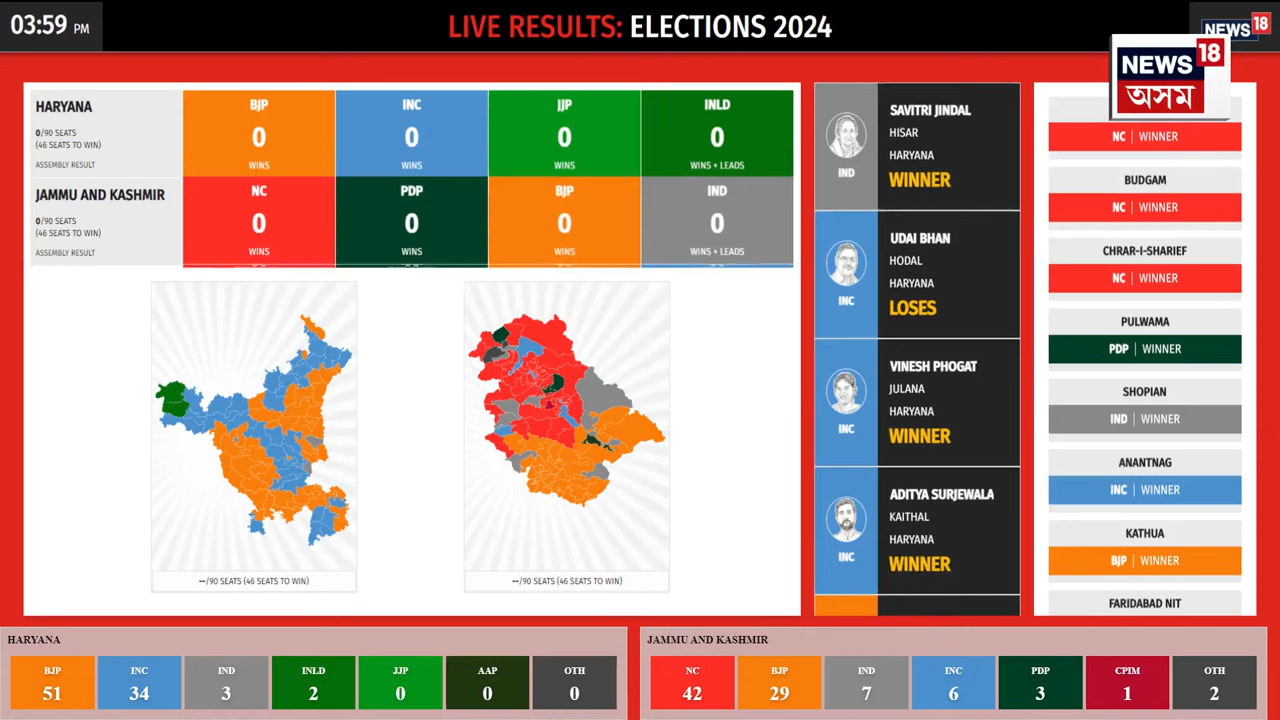 03:59 PM
LIVE RESULTS: ELECTIONS 2024
NEWS 18
NEWS 18
অসম
HARYANA
0/90 SEATS
(46 SEATS TO WIN)
ASSEMBLY RESULT
BJP
0
WINS
INC
0
WINS
JJP
0
WINS
INLD
0
WINS + LEADS
JAMMU AND KASHMIR
0/90 SEATS
(46 SEATS TO WIN)
ASSEMBLY RESULT
NC
0
WINS
PDP
0
WINS
BJP
0
WINS
IND
0
WINS + LEADS
--/90 SEATS (46 SEATS TO WIN)
--/90 SEATS (46 SEATS TO WIN)
IND
SAVITRI JINDAL
HISAR
HARYANA
WINNER
INC
UDAI BHAN
HODAL
HARYANA
LOSES
INC
VINESH PHOGAT
JULANA
HARYANA
WINNER
INC
ADITYA SURJEWALA
KAITHAL
HARYANA
WINNER
NC | WINNER
BUDGAM
NC | WINNER
CHRAR-I-SHARIEF
NC | WINNER
PULWAMA
PDP | WINNER
SHOPIAN
IND | WINNER
ANANTNAG
INC | WINNER
KATHUA
BJP | WINNER
FARIDABAD NIT
HARYANA
BJP
51
INC
34
IND
3
INLD
2
JJP
0
AAP
0
OTH
0
JAMMU AND KASHMIR
NC
42
BJP
29
IND
7
INC
6
PDP
3
CPIM
1
OTH
2